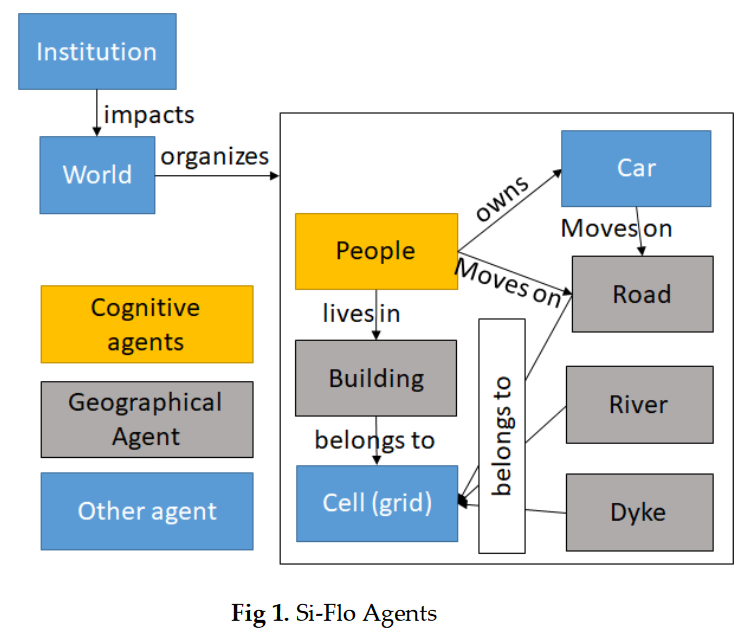 Institution
impacts
World
organizes
Car
owns
People
Moves on
Moves on
Road
Cognitive
agents
lives in
Building
Geographical
Agent
belongs to
belongs to
River
Cell (grid)
Other agent
Dyke
Fig 1. Si-Flo Agents